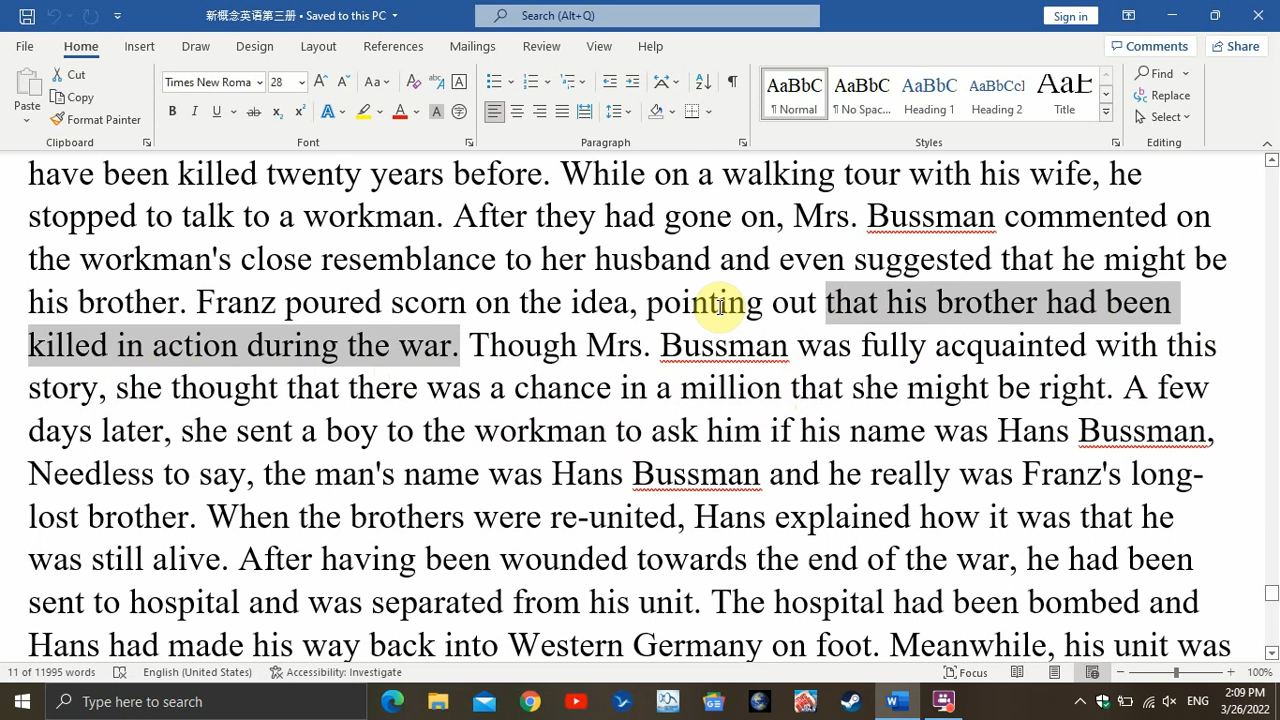 新概念英语第三册 - Saved to this PC
Search (Alt+Q)
Sign in
File Home Insert Draw Design Layout References Mailings Review View Help Comments Share
Paste Cut Times New Roma 28 AaBbC AaBbC AaBbC AaBbCcI AaB Find
Copy Replace
Format Painter B I U ab x₂ x² ¶ Normal ¶ No Spac... Heading 1 Heading 2 Title Select
Clipboard Font Paragraph Styles Editing
have been killed twenty years before. While on a walking tour with his wife, he
stopped to talk to a workman. After they had gone on, Mrs. Bussman commented on
the workman's close resemblance to her husband and even suggested that he might be
his brother. Franz poured scorn on the idea, pointing out that his brother had been
killed in action during the war. Though Mrs. Bussman was fully acquainted with this
story, she thought that there was a chance in a million that she might be right. A few
days later, she sent a boy to the workman to ask him if his name was Hans Bussman,
Needless to say, the man's name was Hans Bussman and he really was Franz's long-
lost brother. When the brothers were re-united, Hans explained how it was that he
was still alive. After having been wounded towards the end of the war, he had been
sent to hospital and was separated from his unit. The hospital had been bombed and
Hans had made his way back into Western Germany on foot. Meanwhile, his unit was
11 of 11995 words English (United States) Accessibility: Investigate Focus 100%
Type here to search ENG 2:09 PM
3/26/2022